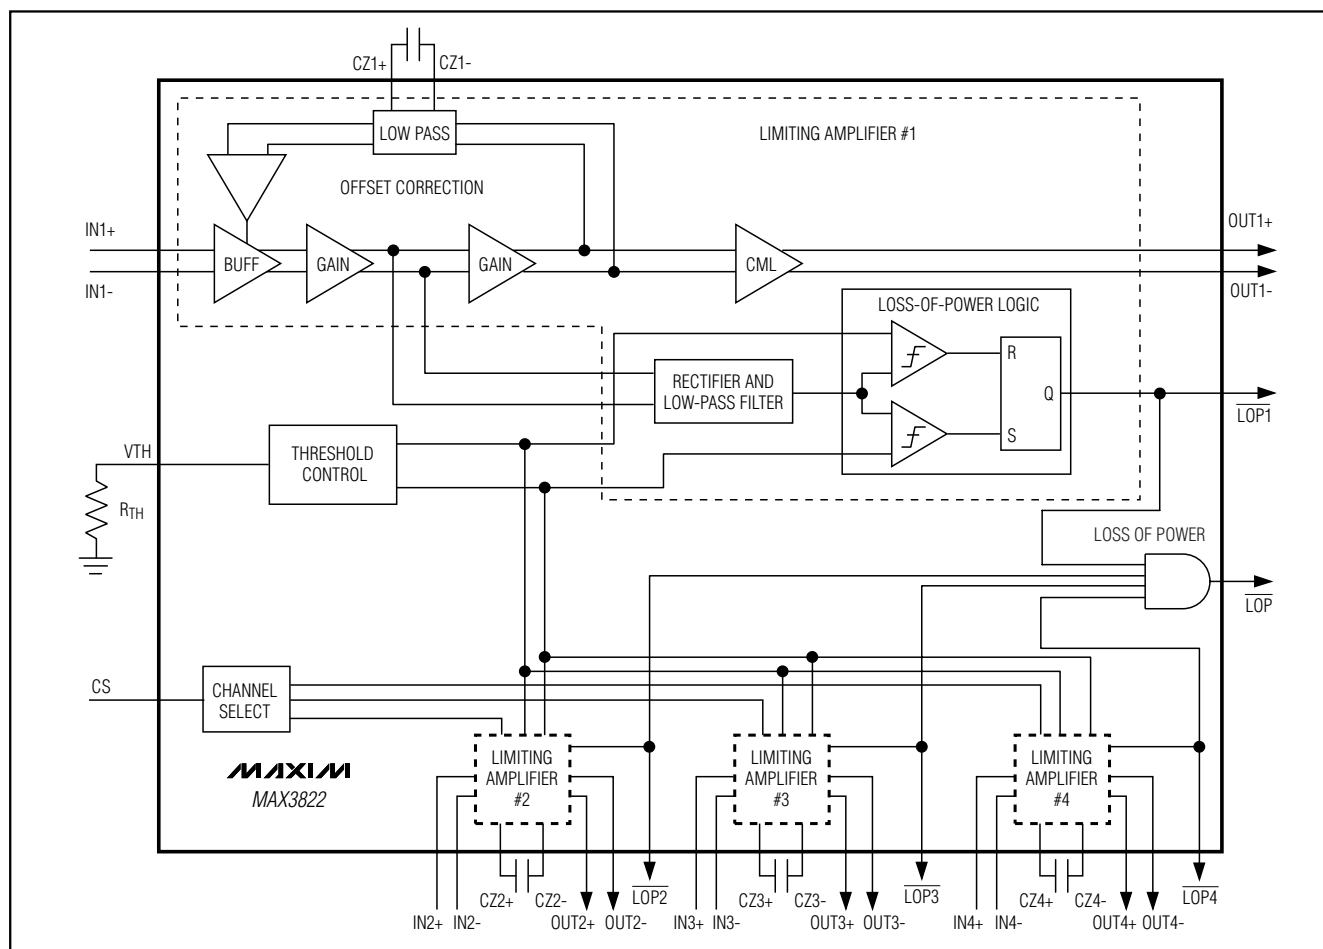 CZ1+
CZ1-
LOW PASS
LIMITING AMPLIFIER #1
OFFSET CORRECTION
IN1+
IN1-
BUFF
GAIN
GAIN
CML
OUT1+
OUT1-
LOSS-OF-POWER LOGIC
RECTIFIER AND
LOW-PASS FILTER
R
Q
S
LOP1
VTH
THRESHOLD
CONTROL
RTH
LOSS OF POWER
LOP
CS
CHANNEL
SELECT
LIMITING
AMPLIFIER
#2
LIMITING
AMPLIFIER
#3
LIMITING
AMPLIFIER
#4
MAXIM
MAX3822
IN2+
IN2-
CZ2+
CZ2-
OUT2+
OUT2-
LOP2
IN3+
IN3-
CZ3+
CZ3-
OUT3+
OUT3-
LOP3
IN4+
IN4-
CZ4+
CZ4-
OUT4+
OUT4-
LOP4